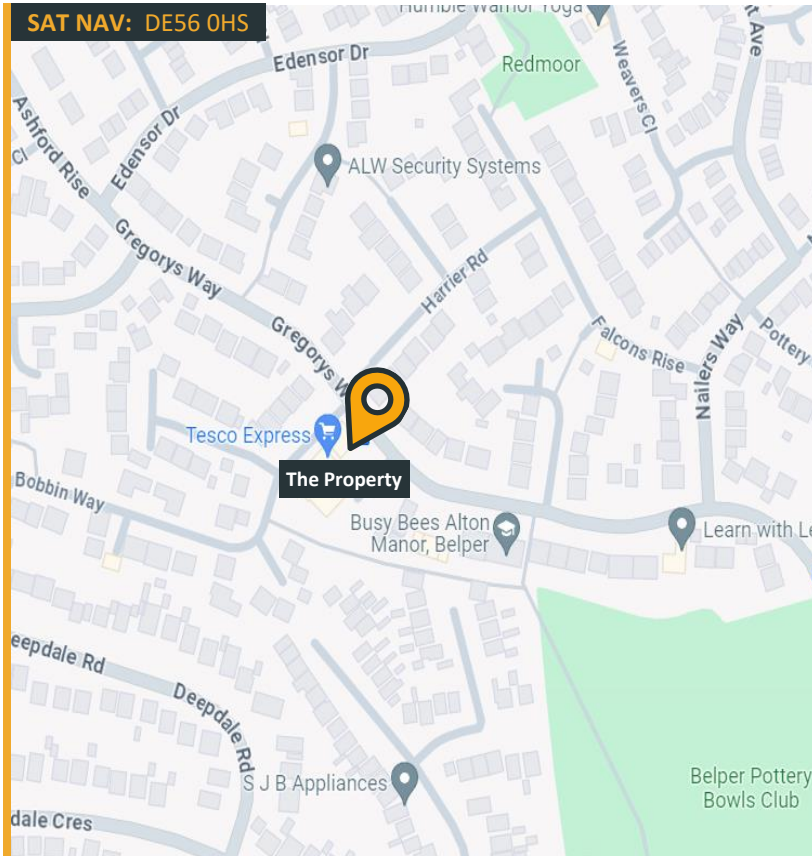 SAT NAV: DE56 0HS
Humble Warrior Yoga
Edensor Dr
Redmoor
Weavers Cl
t Ave
Ashford Rise
Cl
Edensor Dr
ALW Security Systems
Gregorys Way
Harrier Rd
Gregorys W
Falcons Rise
Nailers Way
Pottery
Tesco Express
The Property
Bobbin Way
Busy Bees Alton
Manor, Belper
Learn with Le
eepdale Rd
Deepdale Rd
S J B Appliances
Belper Pottery
Bowls Club
dale Cres